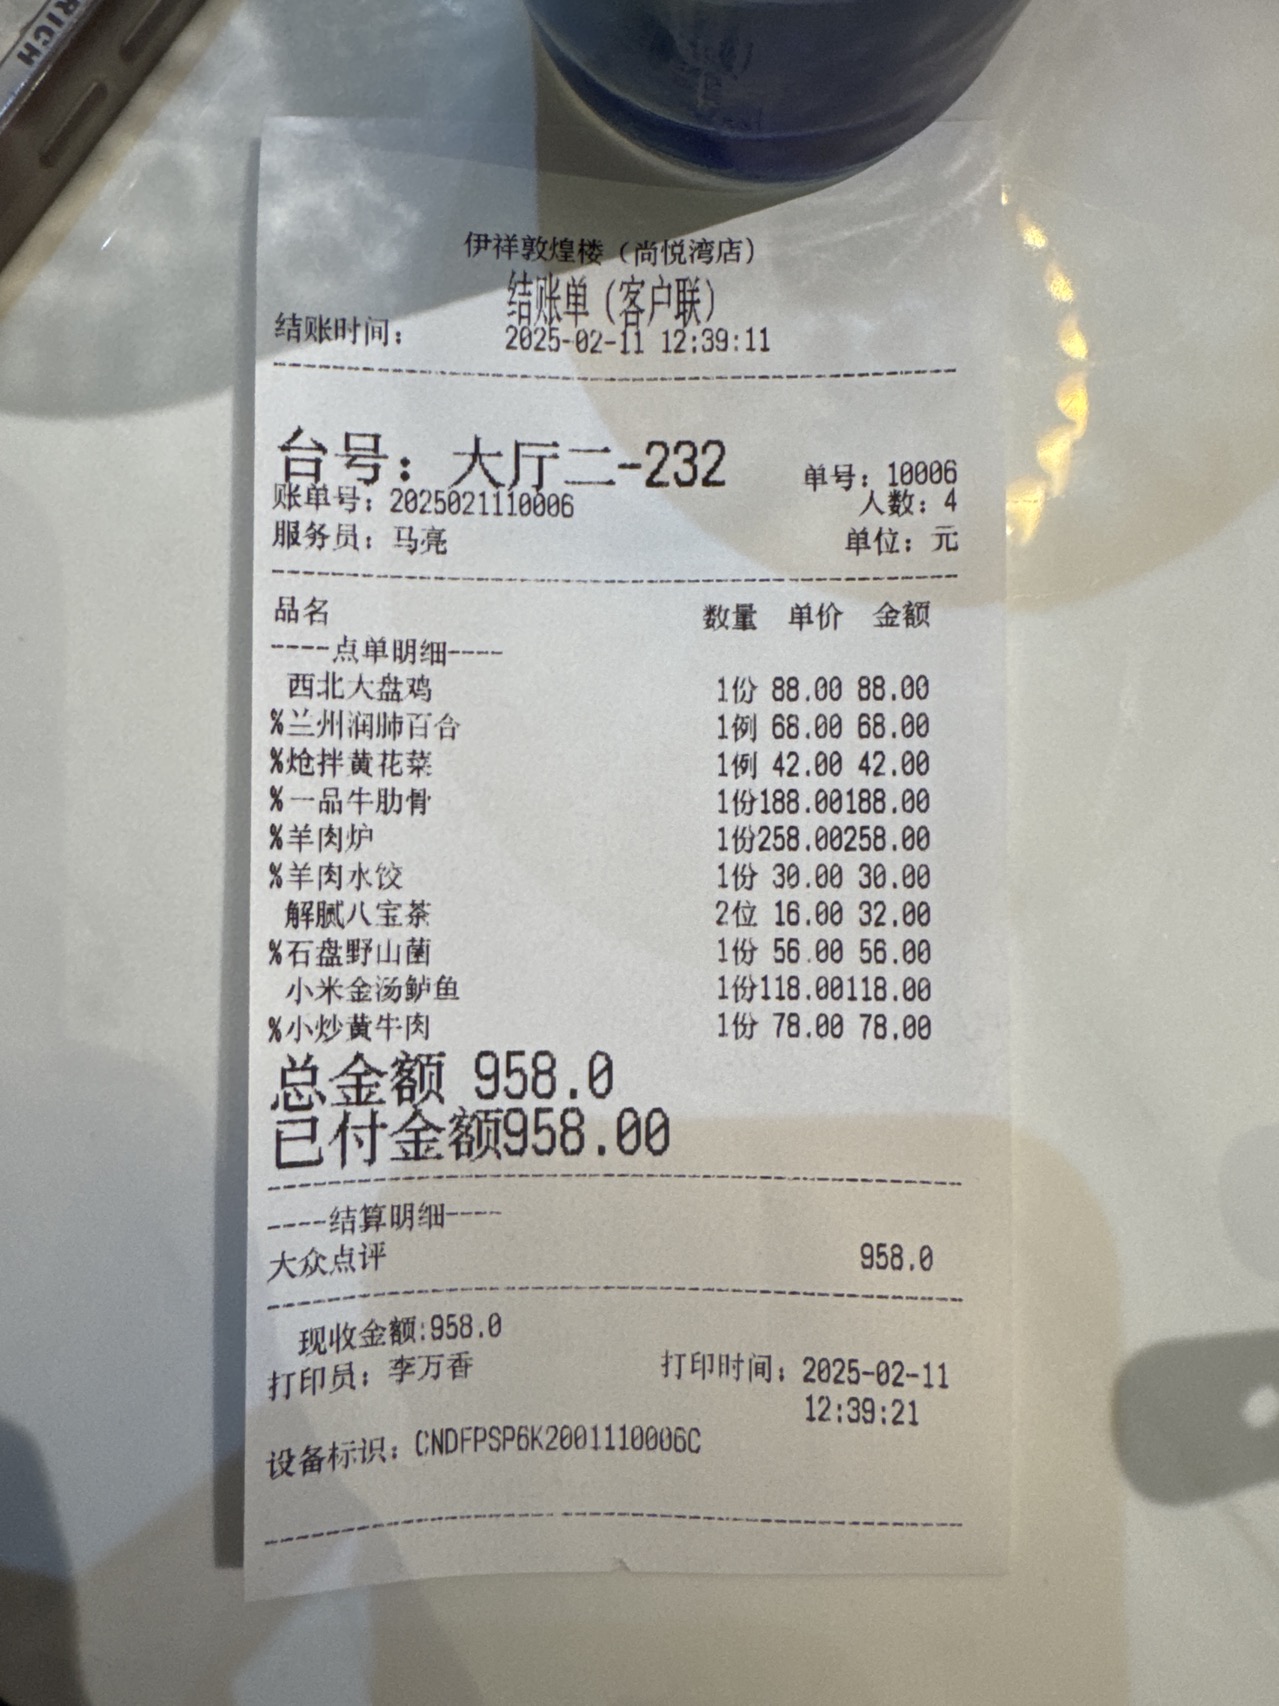 RICH
伊祥敦煌楼（尚悦湾店）
结账单（客户联）
结账时间： 2025-02-11 12:39:11
台号：大厅二-232 单号：10006
账单号：2025021110006 人数：4
服务员：马亮 单位：元
品名 数量 单价 金额
----点单明细----
西北大盘鸡 1份 88.00 88.00
%兰州润肺百合 1例 68.00 68.00
%炝拌黄花菜 1例 42.00 42.00
%一品牛肋骨 1份188.00188.00
%羊肉炉 1份258.00258.00
%羊肉水饺 1份 30.00 30.00
解腻八宝茶 2位 16.00 32.00
%石盘野山菌 1份 56.00 56.00
小米金汤鲈鱼 1份118.00118.00
%小炒黄牛肉 1份 78.00 78.00
总金额 958.0
已付金额958.00
----结算明细----
大众点评 958.0
现收金额:958.0
打印员：李万香 打印时间：2025-02-11
12:39:21
设备标识：CNDFPSP6K2001110006C